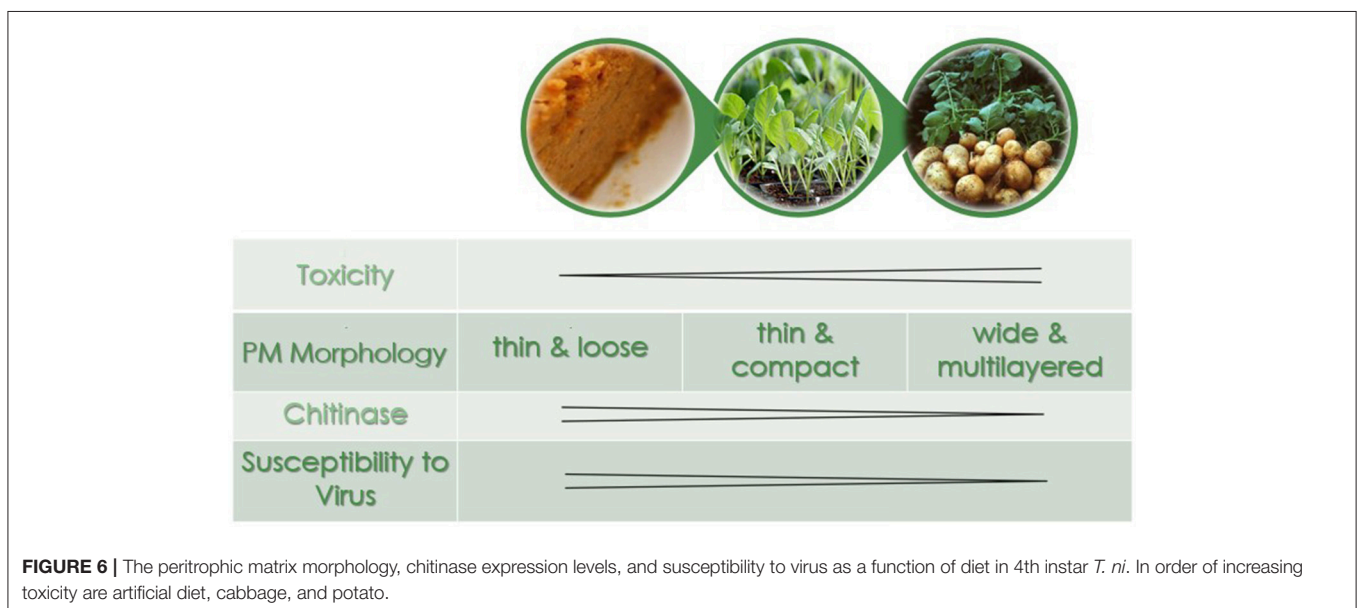 Toxicity
PM Morphology
thin & loose
thin &
compact
wide &
multilayered
Chitinase
Susceptibility to
Virus
FIGURE 6 | The peritrophic matrix morphology, chitinase expression levels, and susceptibility to virus as a function of diet in 4th instar T. ni. In order of increasing
toxicity are artificial diet, cabbage, and potato.